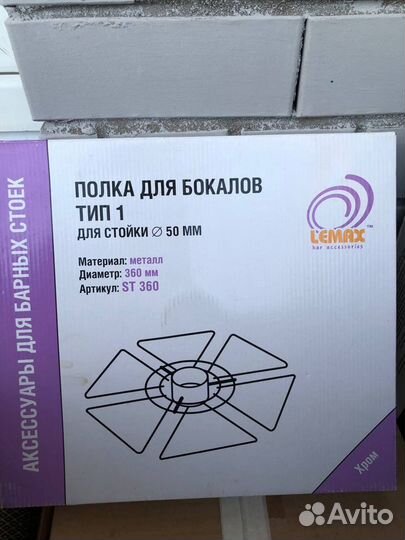 АКСЕССУАРЫ ДЛЯ БАРНЫХ СТОЕК
ПОЛКА ДЛЯ БОКАЛОВ
ТИП 1
ДЛЯ СТОЙКИ ∅ 50 ММ
Материал: металл
Диаметр: 360 мм
Артикул: ST 360
LEMAX™
bar accessories
Хром
Avito